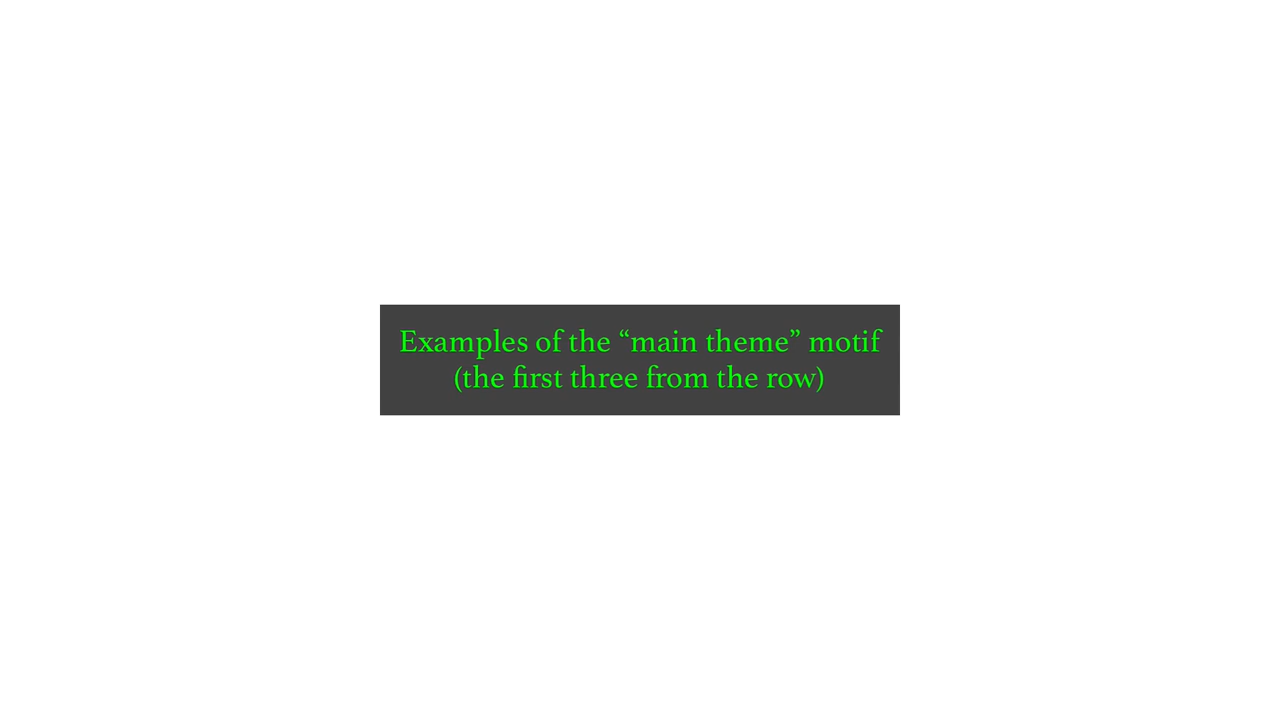 Examples of the “main theme” motif
(the first three from the row)